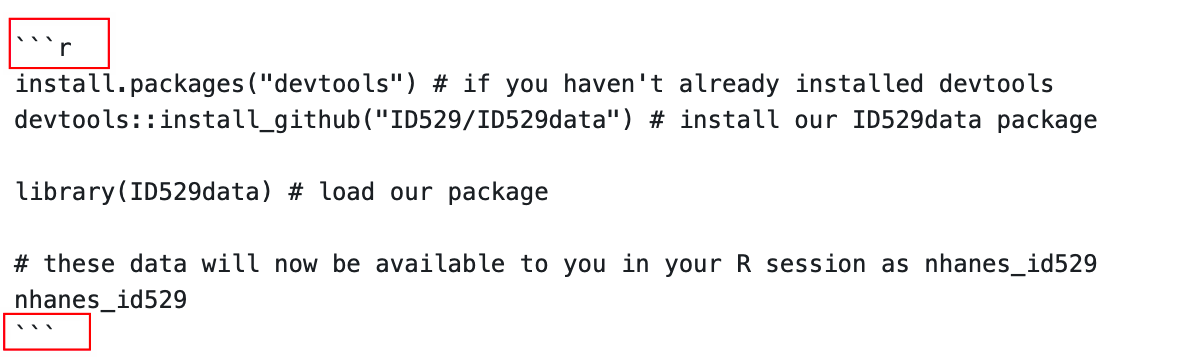 ```r
install.packages("devtools") # if you haven't already installed devtools
devtools::install_github("ID529/ID529data") # install our ID529data package
library(ID529data) # load our package
# these data will now be available to you in your R session as nhanes_id529
nhanes_id529
```